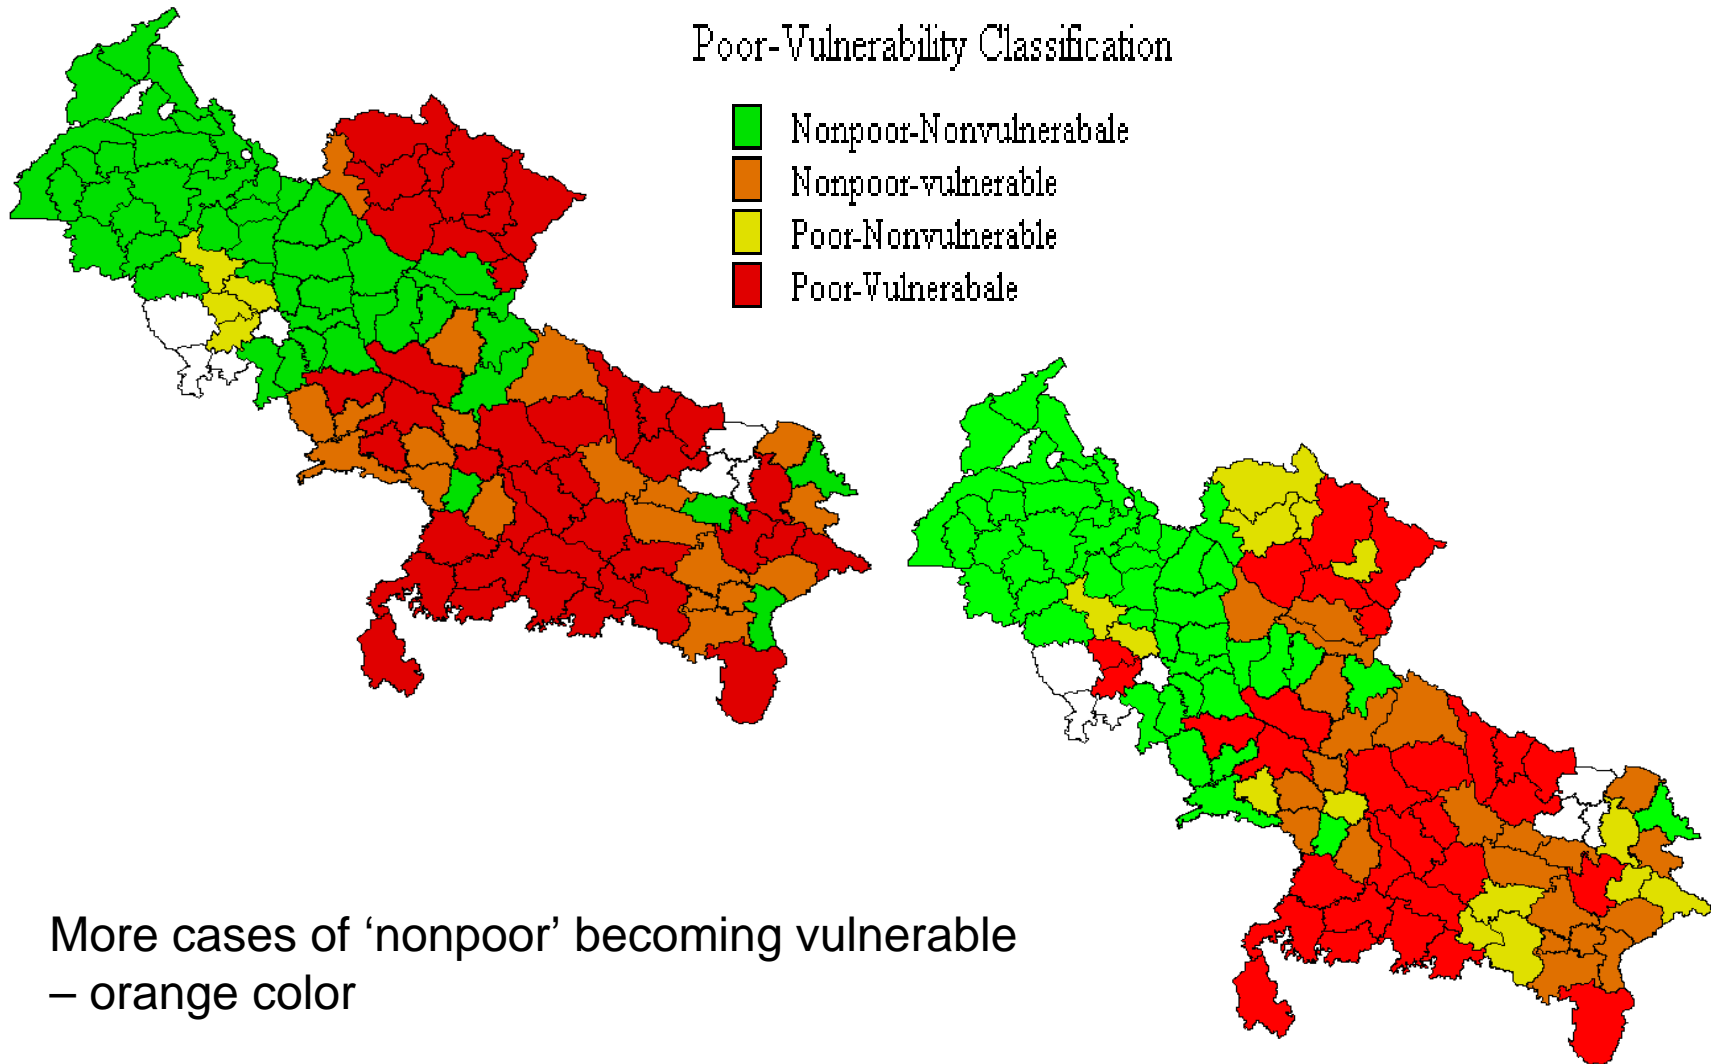 Poor-Vulnerability Classification
Nonpoor-Nonvulnerabale
Nonpoor-vulnerable
Poor-Nonvulnerable
Poor-Vulnerabale
More cases of ‘nonpoor’ becoming vulnerable
– orange color